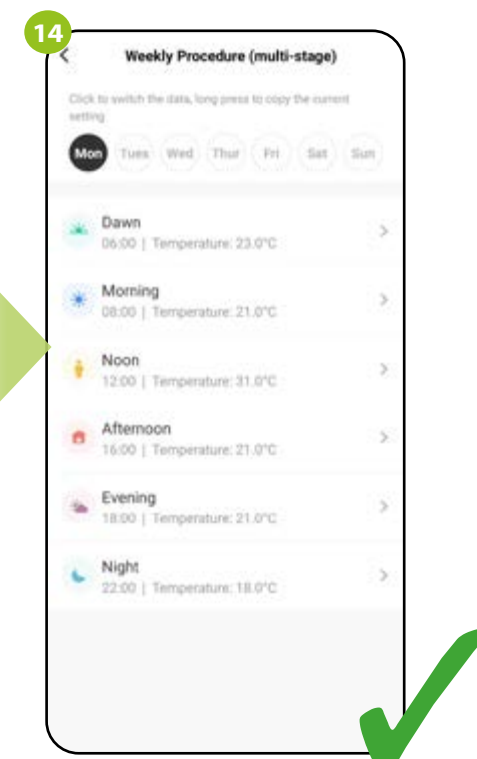 14
Weekly Procedure (multi-stage)
Click to switch the data, long press to copy the current
setting
Mon Tues Wed Thur Fri Sat Sun
Dawn
06:00 | Temperature: 23.0°C
Morning
08:00 | Temperature: 21.0°C
Noon
12:00 | Temperature: 31.0°C
Afternoon
16:00 | Temperature: 21.0°C
Evening
18:00 | Temperature: 21.0°C
Night
22:00 | Temperature: 18.0°C